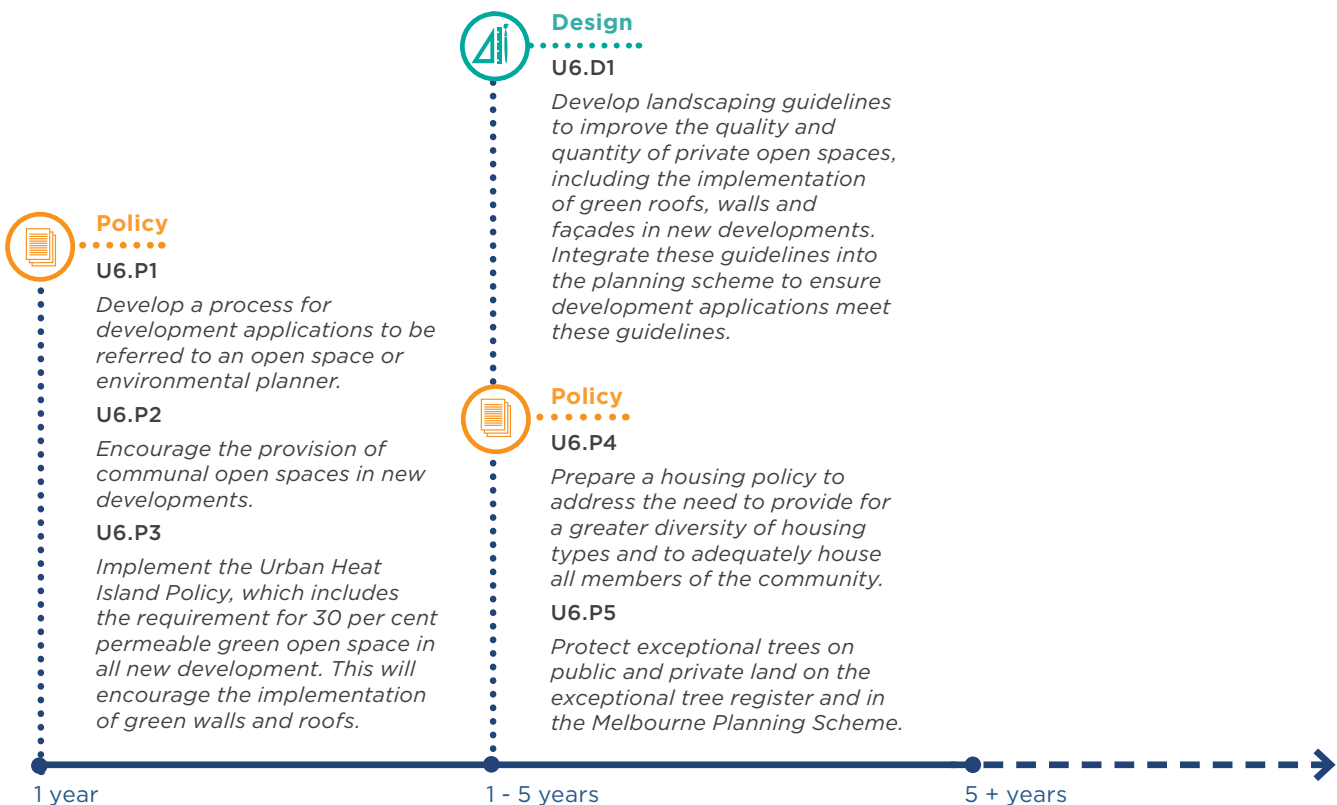 Policy
U6.P1
Develop a process for
development applications to be
referred to an open space or
environmental planner.
U6.P2
Encourage the provision of
communal open spaces in new
developments.
U6.P3
Implement the Urban Heat
Island Policy, which includes
the requirement for 30 per cent
permeable green open space in
all new development. This will
encourage the implementation
of green walls and roofs.
Design
U6.D1
Develop landscaping guidelines
to improve the quality and
quantity of private open spaces,
including the implementation
of green roofs, walls and
façades in new developments.
Integrate these guidelines into
the planning scheme to ensure
development applications meet
these guidelines.
Policy
U6.P4
Prepare a housing policy to
address the need to provide for
a greater diversity of housing
types and to adequately house
all members of the community.
U6.P5
Protect exceptional trees on
public and private land on the
exceptional tree register and in
the Melbourne Planning Scheme.
1 year
1 - 5 years
5 + years